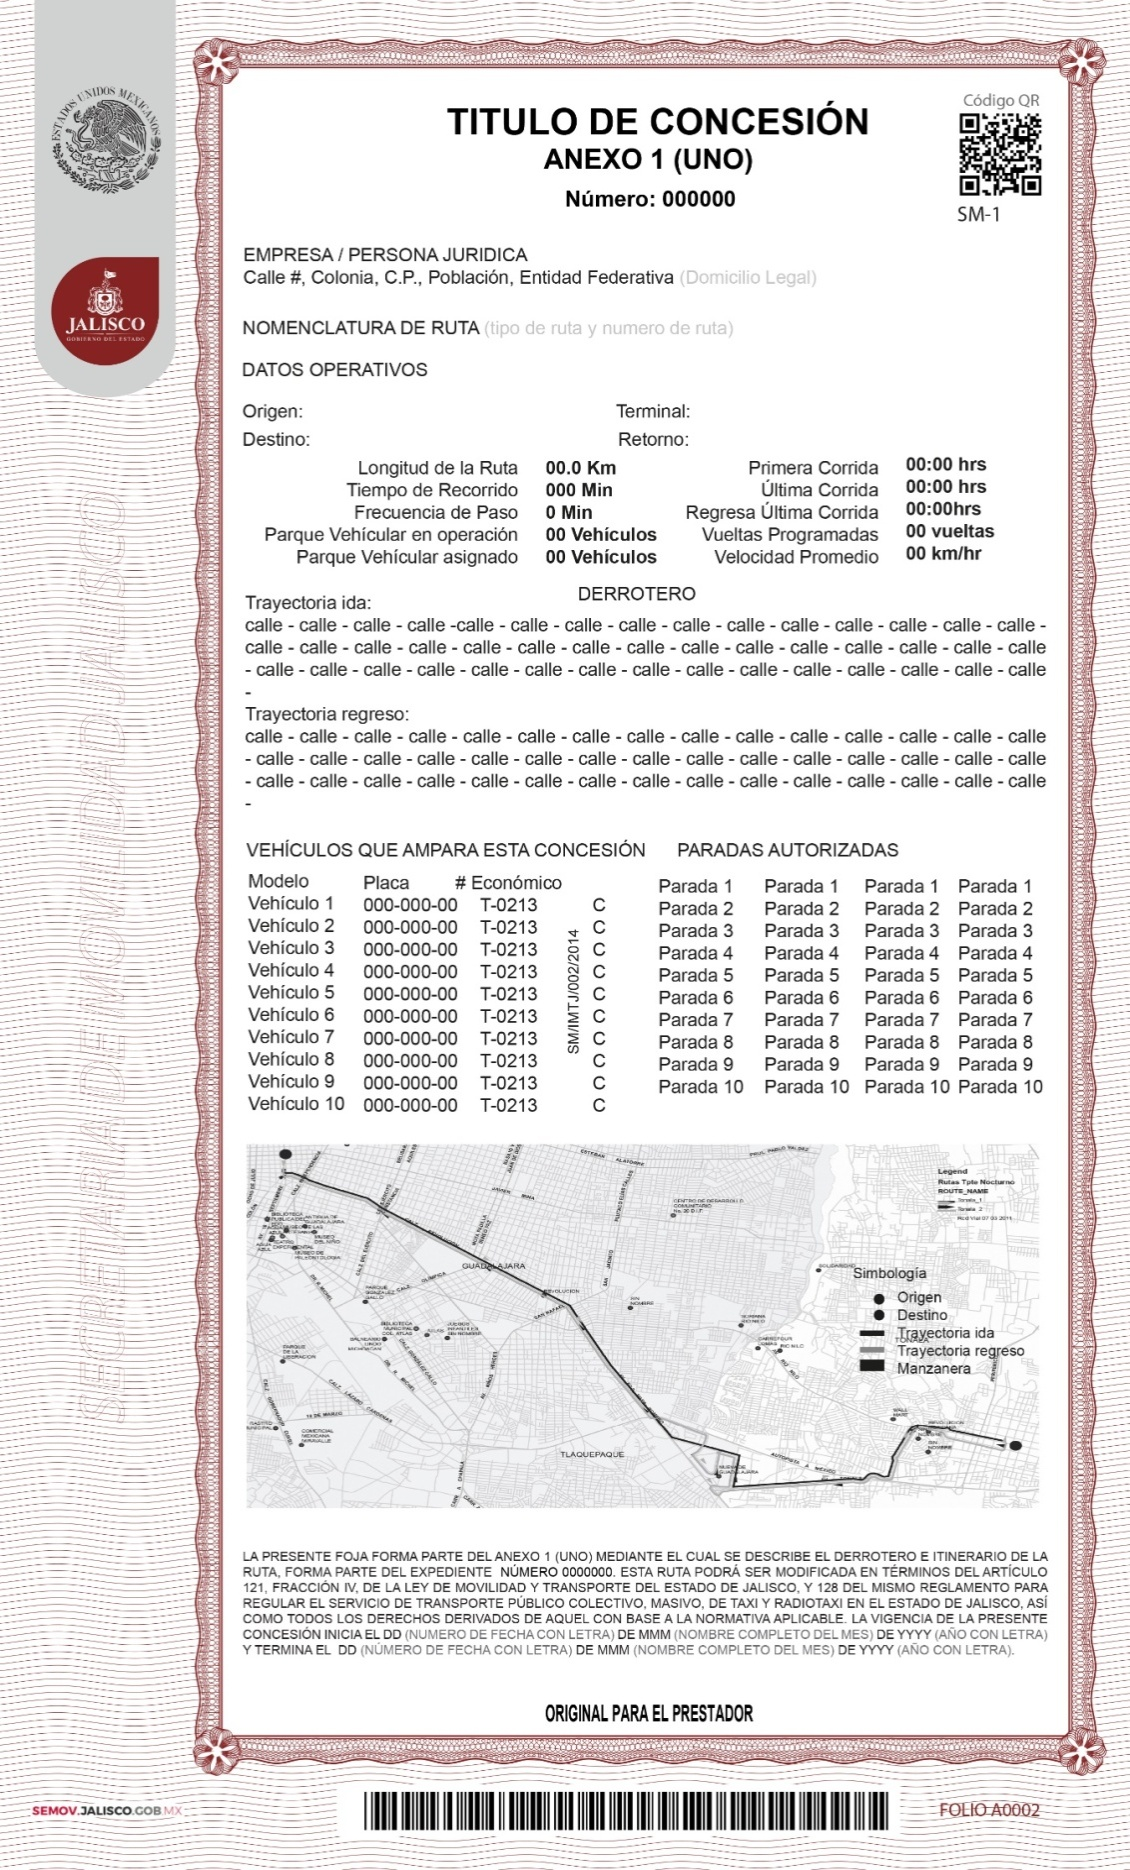 ESTADOS UNIDOS MEXICANOS
JALISCO
GOBIERNO DEL ESTADO
SECRETARIA DE MOVILIDAD JALISCO
Código QR
SM-1
TITULO DE CONCESIÓN
ANEXO 1 (UNO)
Número: 000000
EMPRESA / PERSONA JURIDICA
Calle #, Colonia, C.P., Población, Entidad Federativa (Domicilio Legal)
NOMENCLATURA DE RUTA (tipo de ruta y numero de ruta)
DATOS OPERATIVOS
Origen: Terminal:
Destino: Retorno:
Longitud de la Ruta 00.0 Km Primera Corrida 00:00 hrs
Tiempo de Recorrido 000 Min Última Corrida 00:00 hrs
Frecuencia de Paso 0 Min Regresa Última Corrida 00:00hrs
Parque Vehícular en operación 00 Vehículos Vueltas Programadas 00 vueltas
Parque Vehícular asignado 00 Vehículos Velocidad Promedio 00 km/hr
DERROTERO
Trayectoria ida:
calle - calle - calle - calle -calle - calle - calle - calle - calle - calle - calle - calle - calle - calle - calle -
calle - calle - calle - calle - calle - calle - calle - calle - calle - calle - calle - calle - calle - calle - calle
- calle - calle - calle - calle - calle - calle - calle - calle - calle - calle - calle - calle - calle - calle - calle
-
Trayectoria regreso:
calle - calle - calle - calle - calle - calle - calle - calle - calle - calle - calle - calle - calle - calle - calle
- calle - calle - calle - calle - calle - calle - calle - calle - calle - calle - calle - calle - calle - calle - calle
- calle - calle - calle - calle - calle - calle - calle - calle - calle - calle - calle - calle - calle - calle - calle
-
VEHÍCULOS QUE AMPARA ESTA CONCESIÓN PARADAS AUTORIZADAS
Modelo Placa # Económico
Vehículo 1 000-000-00 T-0213 C
Vehículo 2 000-000-00 T-0213 C
Vehículo 3 000-000-00 T-0213 C
Vehículo 4 000-000-00 T-0213 C
Vehículo 5 000-000-00 T-0213 C
Vehículo 6 000-000-00 T-0213 C
Vehículo 7 000-000-00 T-0213 C
Vehículo 8 000-000-00 T-0213 C
Vehículo 9 000-000-00 T-0213 C
Vehículo 10 000-000-00 T-0213 C
SM/IMTJ/002/2014
Parada 1 Parada 1 Parada 1 Parada 1
Parada 2 Parada 2 Parada 2 Parada 2
Parada 3 Parada 3 Parada 3 Parada 3
Parada 4 Parada 4 Parada 4 Parada 4
Parada 5 Parada 5 Parada 5 Parada 5
Parada 6 Parada 6 Parada 6 Parada 6
Parada 7 Parada 7 Parada 7 Parada 7
Parada 8 Parada 8 Parada 8 Parada 8
Parada 9 Parada 9 Parada 9 Parada 9
Parada 10 Parada 10 Parada 10 Parada 10
Legend
Rutas Tpte Nocturno
ROUTE_NAME
Tonala_1
Tonala_2
GUADALAJARA
REVOLUCION
SAN RAFAEL
TLAQUEPAQUE
Simbología
Origen
Destino
Trayectoria ida
TONALA
Trayectoria regreso
Manzanera
LA PRESENTE FOJA FORMA PARTE DEL ANEXO 1 (UNO) MEDIANTE EL CUAL SE DESCRIBE EL DERROTERO E ITINERARIO DE LA
RUTA, FORMA PARTE DEL EXPEDIENTE NÚMERO 0000000. ESTA RUTA PODRÁ SER MODIFICADA EN TÉRMINOS DEL ARTÍCULO
121, FRACCIÓN IV, DE LA LEY DE MOVILIDAD Y TRANSPORTE DEL ESTADO DE JALISCO, Y 128 DEL MISMO REGLAMENTO PARA
REGULAR EL SERVICIO DE TRANSPORTE PÚBLICO COLECTIVO, MASIVO, DE TAXI Y RADIOTAXI EN EL ESTADO DE JALISCO, ASÍ
COMO TODOS LOS DERECHOS DERIVADOS DE AQUEL CON BASE A LA NORMATIVA APLICABLE. LA VIGENCIA DE LA PRESENTE
CONCESIÓN INICIA EL DD (NUMERO DE FECHA CON LETRA) DE MMM (NOMBRE COMPLETO DEL MES) DE YYYY (AÑO CON LETRA)
Y TERMINA EL DD (NÚMERO DE FECHA CON LETRA) DE MMM (NOMBRE COMPLETO DEL MES) DE YYYY (AÑO CON LETRA).
ORIGINAL PARA EL PRESTADOR
SEMOV.JALISCO.GOB.MX
FOLIO A0002